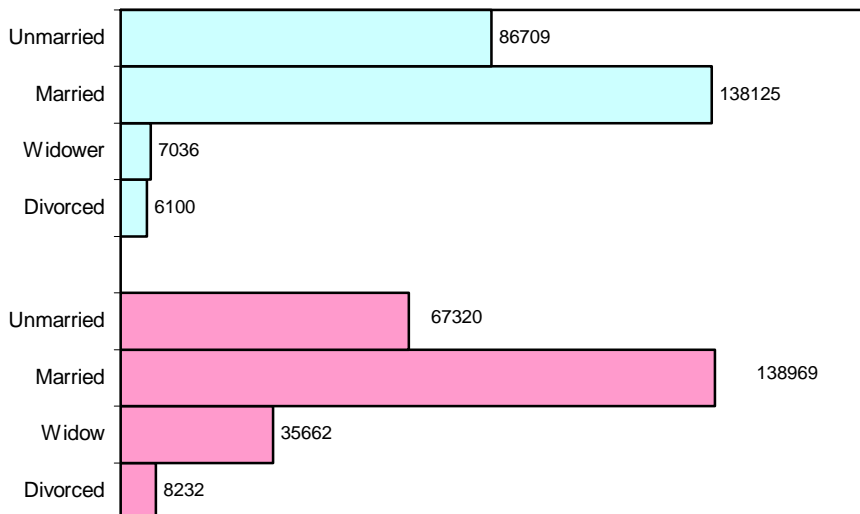 Unmarried 86709
Married 138125
Widower 7036
Divorced 6100
Unmarried 67320
Married 138969
Widow 35662
Divorced 8232